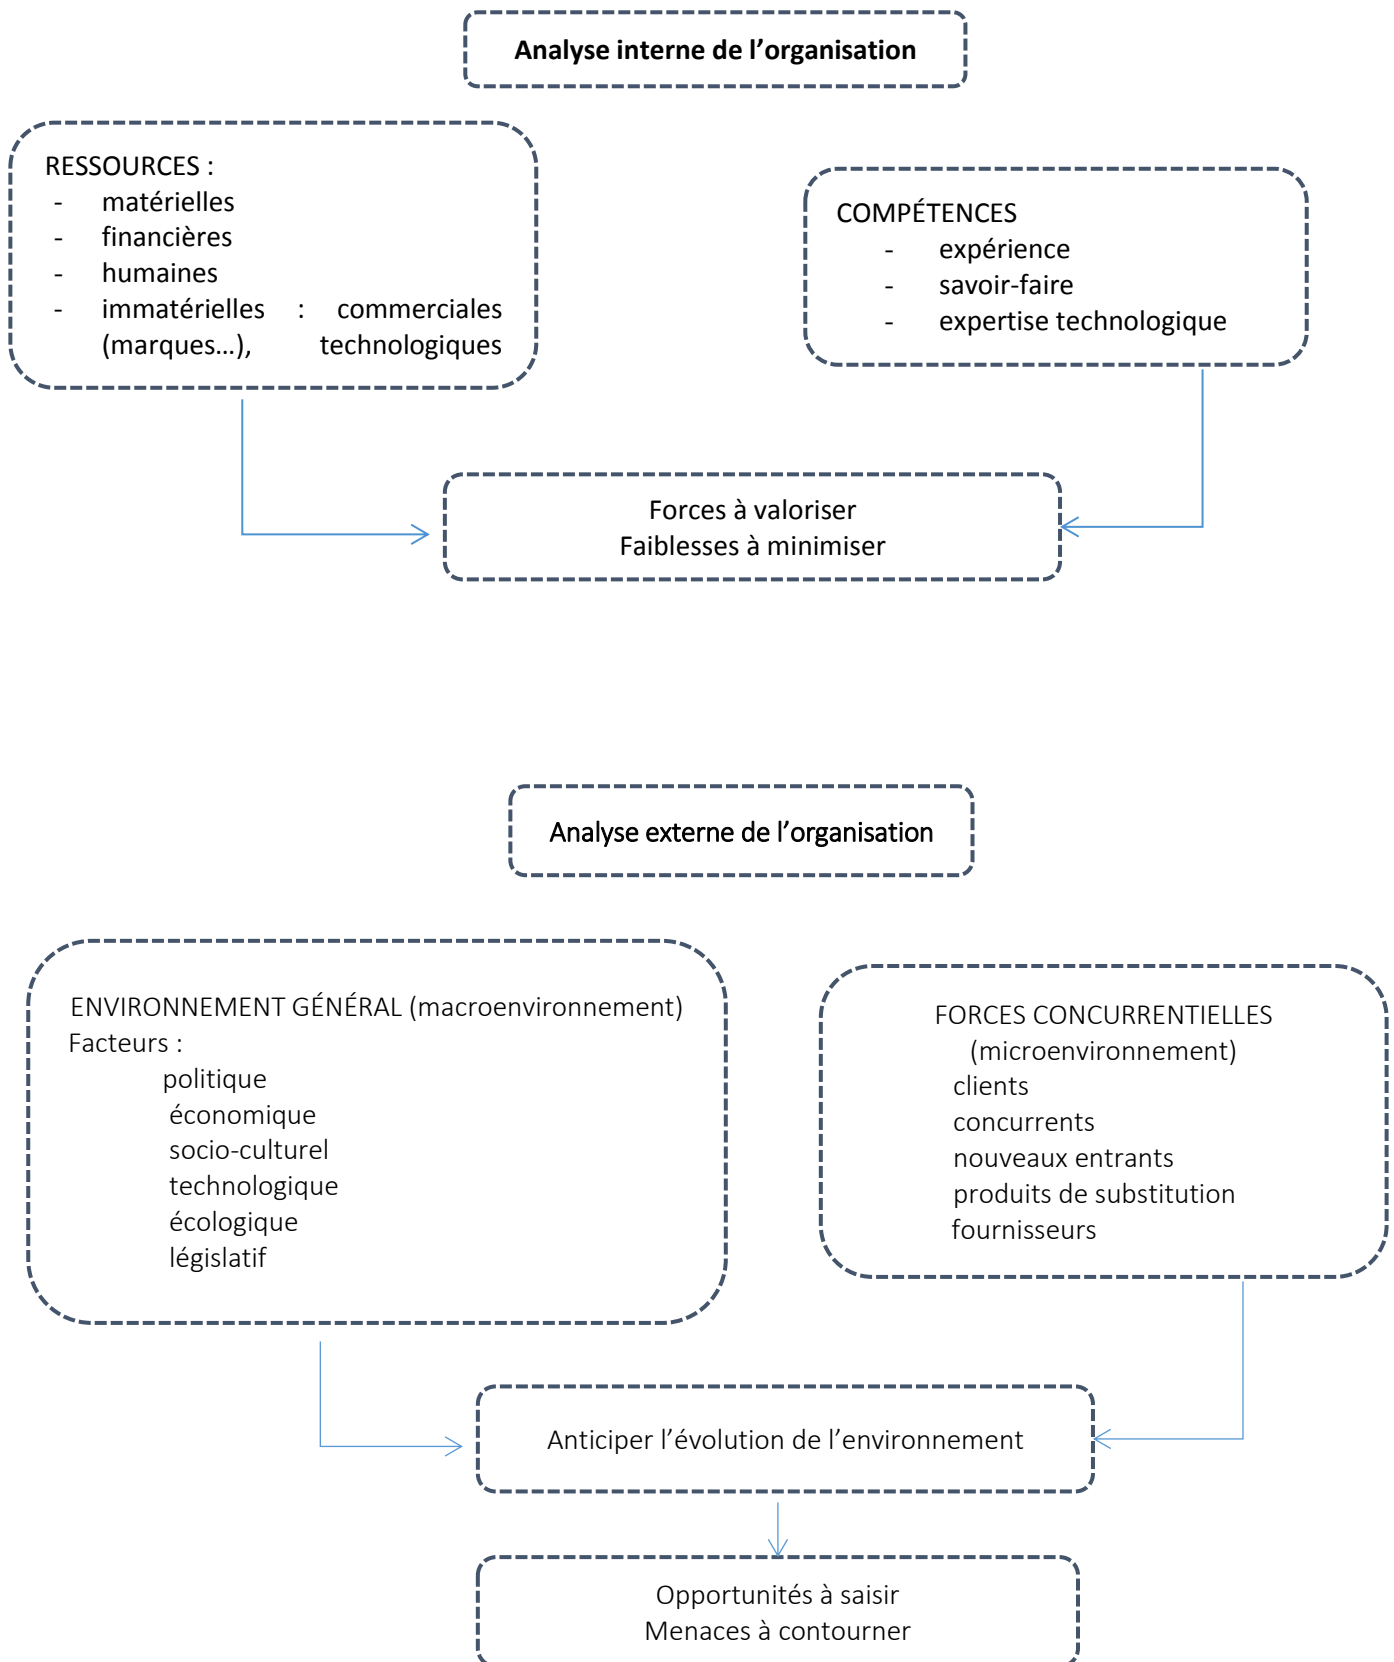 Analyse interne de l’organisation
RESSOURCES :
- matérielles
- financières
- humaines
- immatérielles : commerciales
(marques…), technologiques
COMPÉTENCES
- expérience
- savoir-faire
- expertise technologique
Forces à valoriser
Faiblesses à minimiser
Analyse externe de l’organisation
ENVIRONNEMENT GÉNÉRAL (macroenvironnement)
Facteurs :
politique
économique
socio-culturel
technologique
écologique
législatif
FORCES CONCURRENTIELLES
(microenvironnement)
clients
concurrents
nouveaux entrants
produits de substitution
fournisseurs
Anticiper l’évolution de l’environnement
Opportunités à saisir
Menaces à contourner